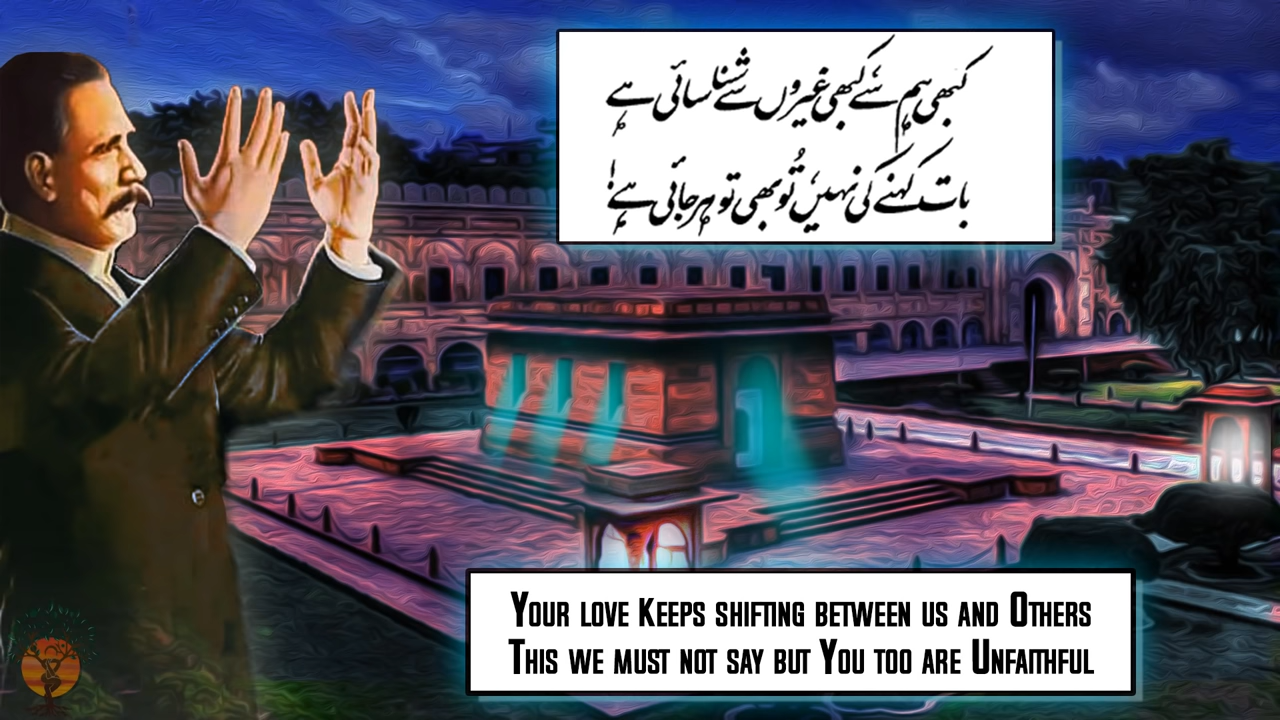 کبھی ہم سے کبھی غیروں سے شناسائی ہے
بات کہنے کی نہیں تُو بھی تو ہرجائی ہے!
Your love Keeps shifting between us and Others
This we must not say but You too are Unfaithful